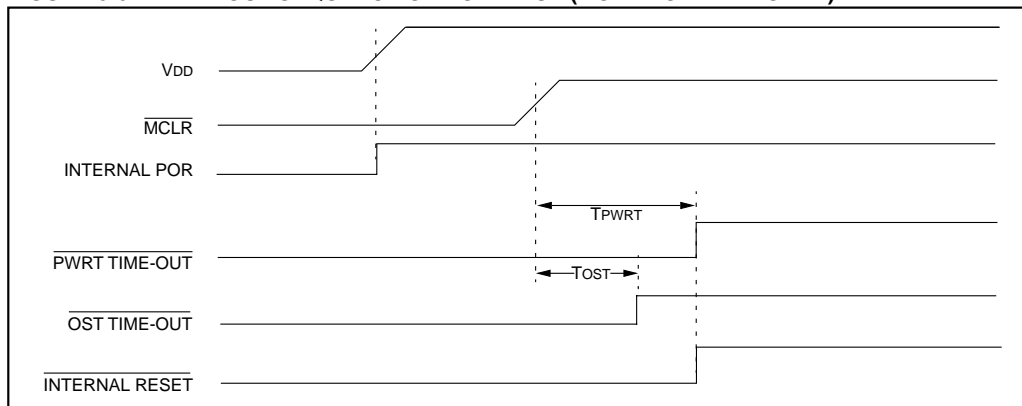 VDD
MCLR
INTERNAL POR
TPWRT
PWRT TIME-OUT
TOST
OST TIME-OUT
INTERNAL RESET